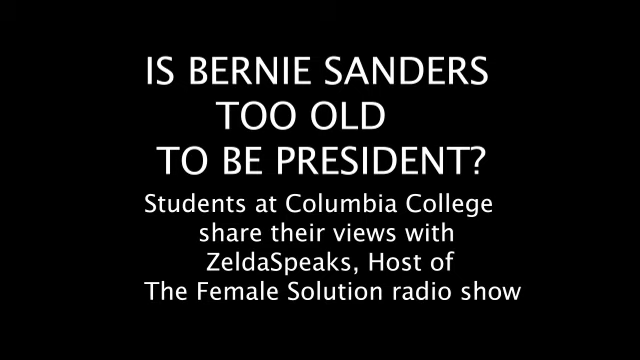 IS BERNIE SANDERS
TOO OLD
TO BE PRESIDENT?
Students at Columbia College
share their views with
ZeldaSpeaks, Host of
The Female Solution radio show